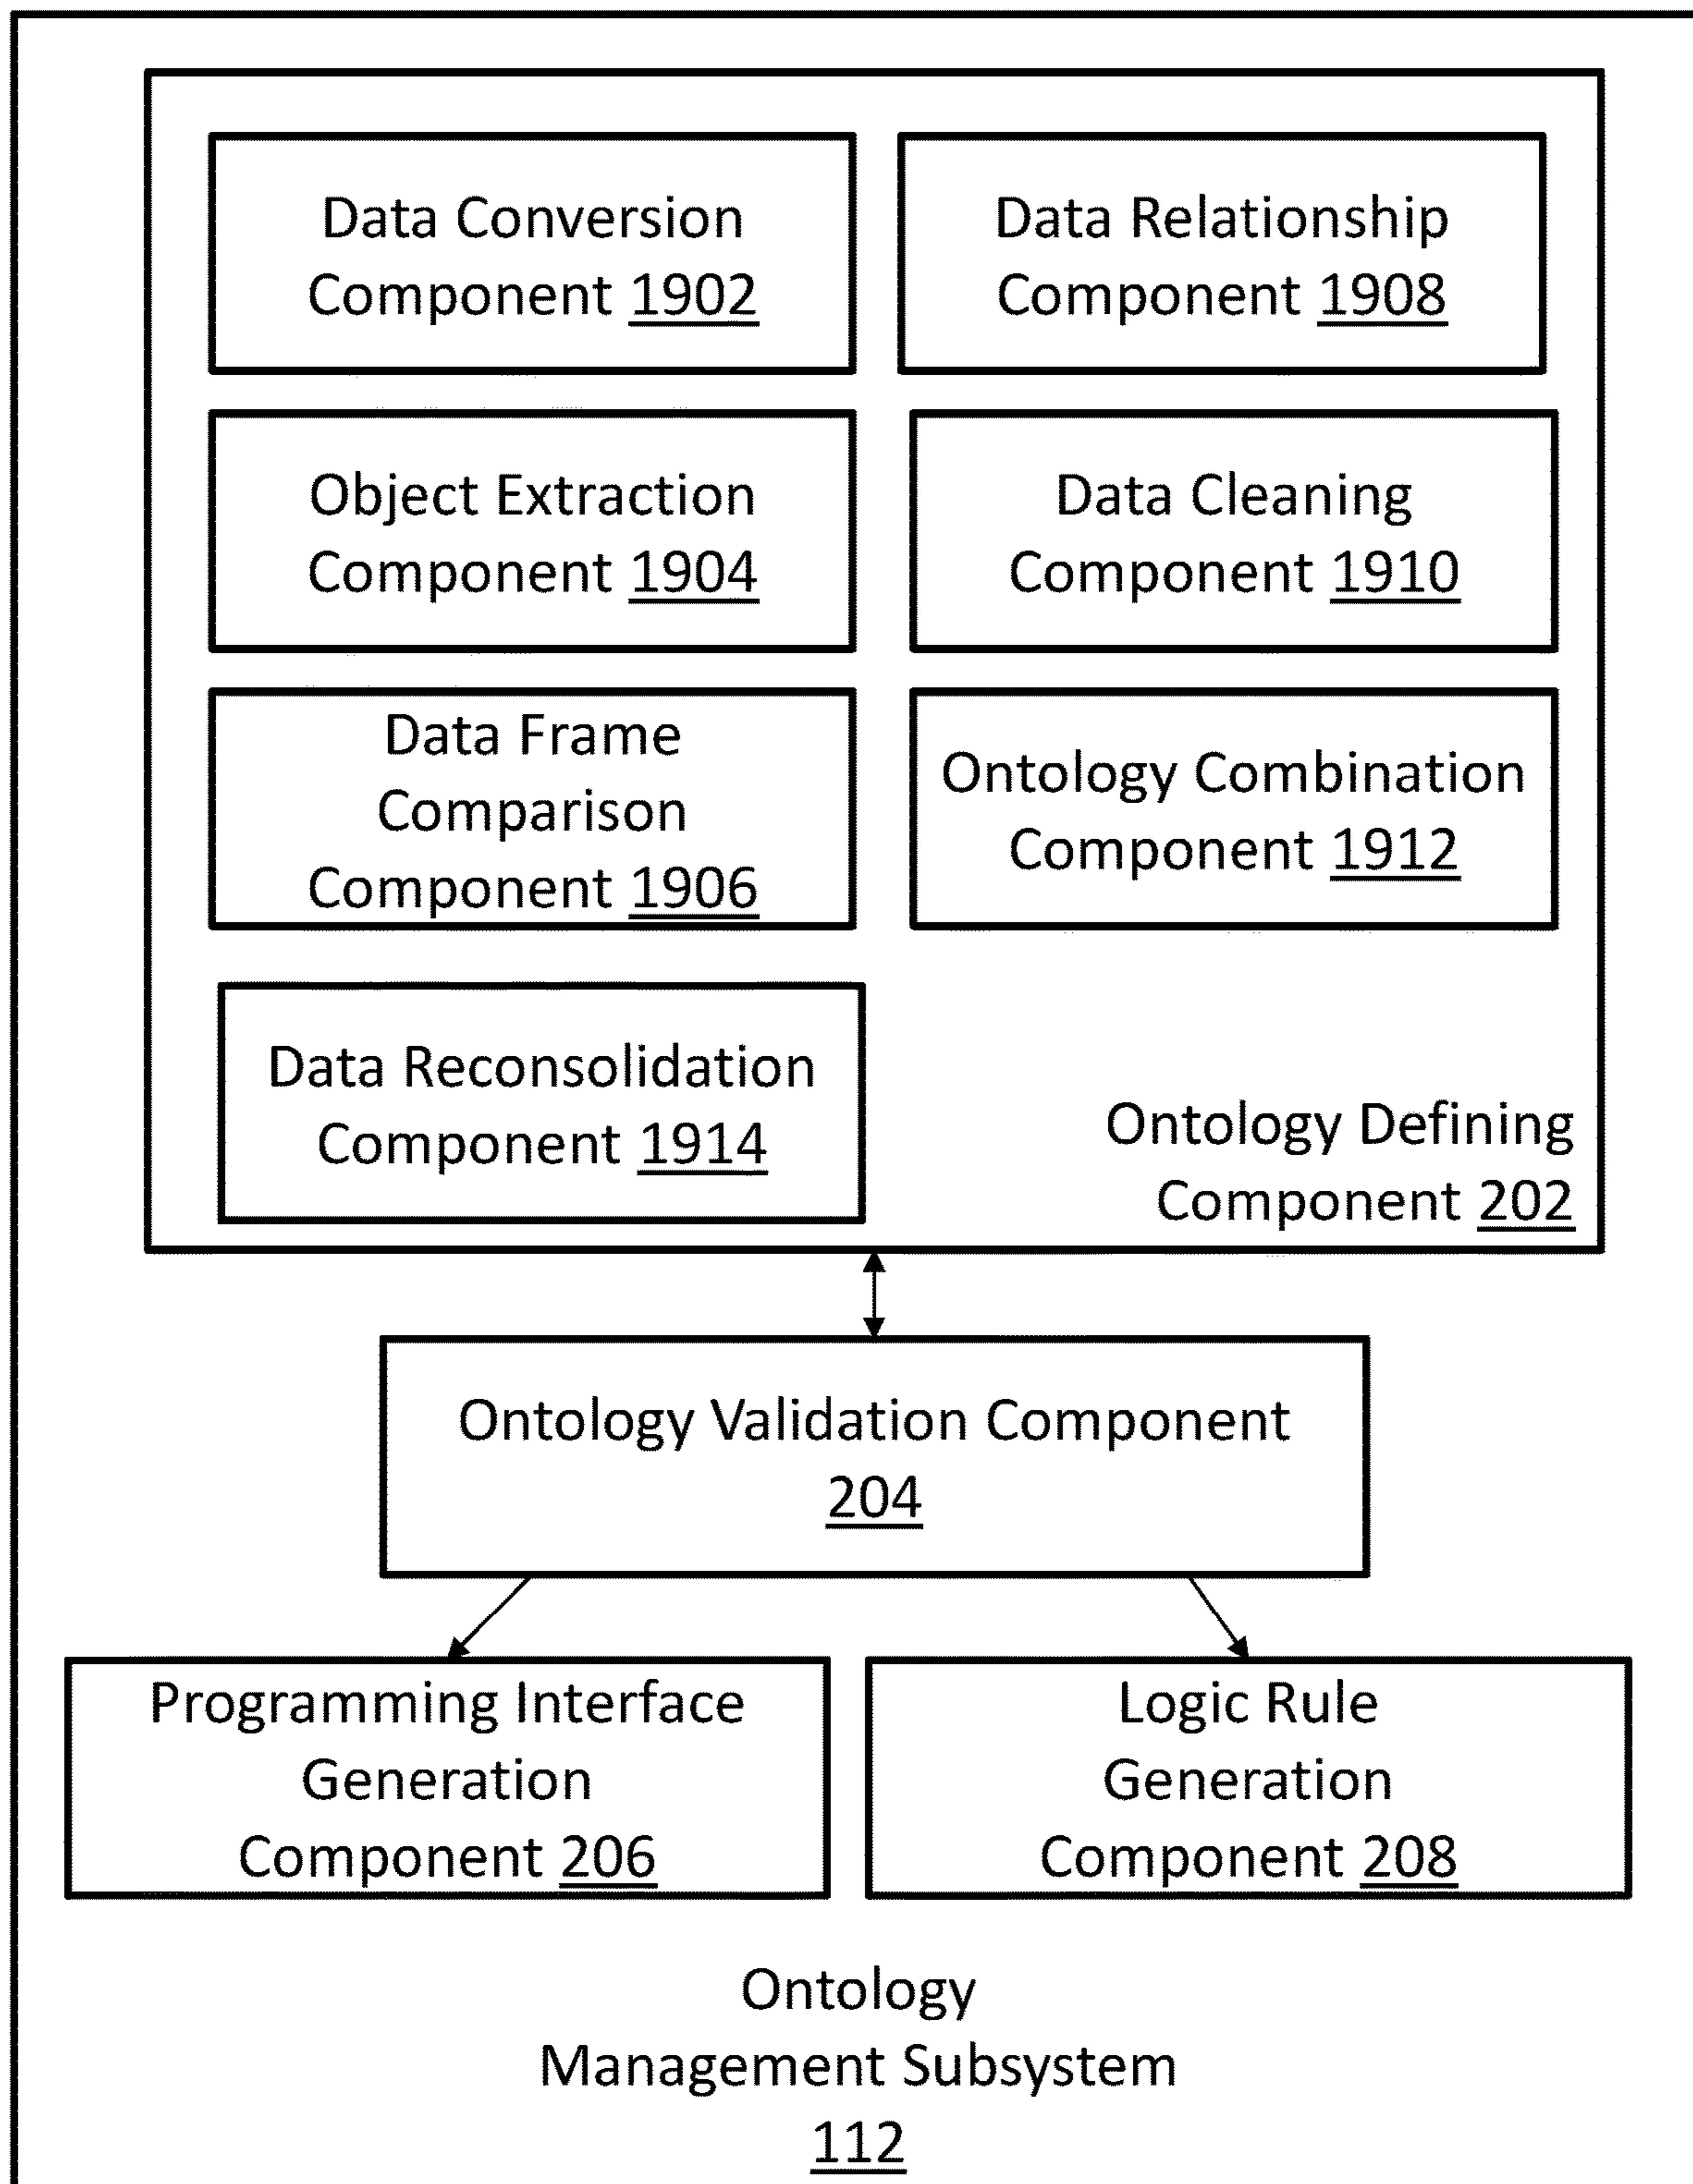 Data Conversion
Component 1902
Data Relationship
Component 1908
Object Extraction
Component 1904
Data Cleaning
Component 1910
Data Frame
Comparison
Component 1906
Ontology Combination
Component 1912
Data Reconsolidation
Component 1914
Ontology Defining
Component 202
Ontology Validation Component
204
Programming Interface
Generation
Component 206
Logic Rule
Generation
Component 208
Ontology
Management Subsystem
112